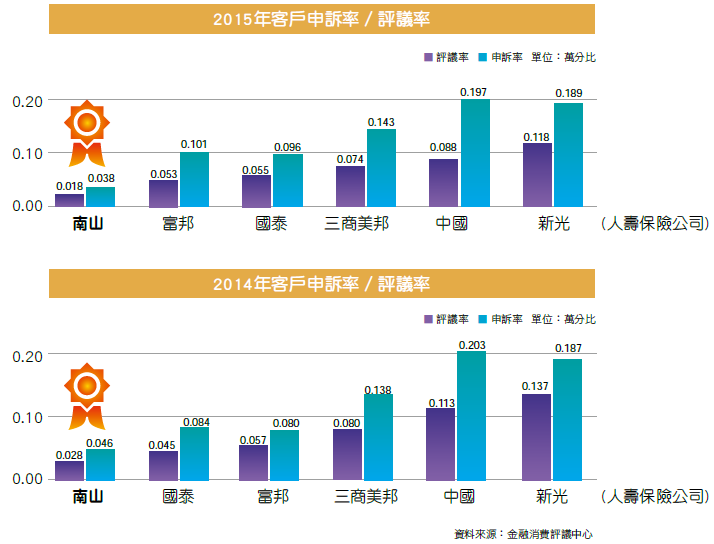 2015年客戶申訴率 / 評議率
評議率 申訴率 單位：萬分比
0.20
0.10
0.00
0.018 0.038 0.053 0.101 0.055 0.096 0.074 0.143 0.088 0.197 0.118 0.189
南山 富邦 國泰 三商美邦 中國 新光 (人壽保險公司)
2014年客戶申訴率 / 評議率
評議率 申訴率 單位：萬分比
0.20
0.10
0.00
0.028 0.046 0.045 0.084 0.057 0.080 0.080 0.138 0.113 0.203 0.137 0.187
南山 國泰 富邦 三商美邦 中國 新光 (人壽保險公司)
資料來源：金融消費評議中心